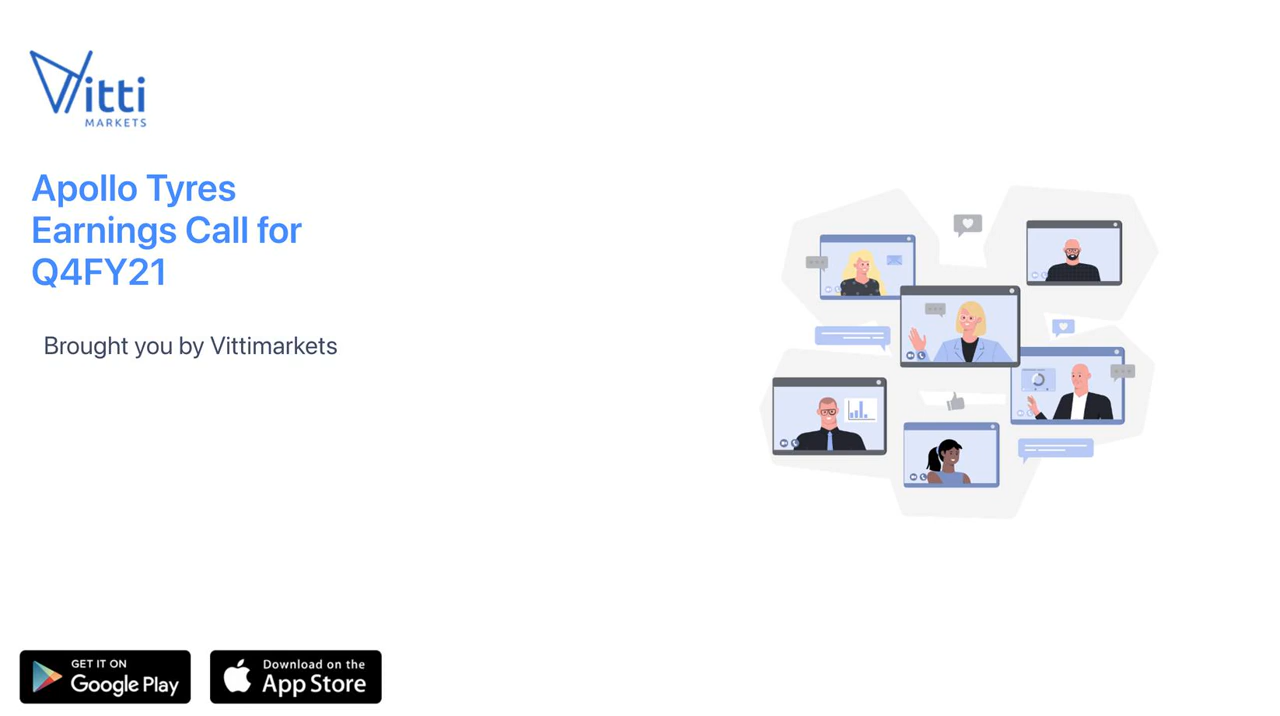 Vitti
MARKETS
Apollo Tyres
Earnings Call for
Q4FY21
Brought you by Vittimarkets
GET IT ON
Google Play
Download on the
App Store